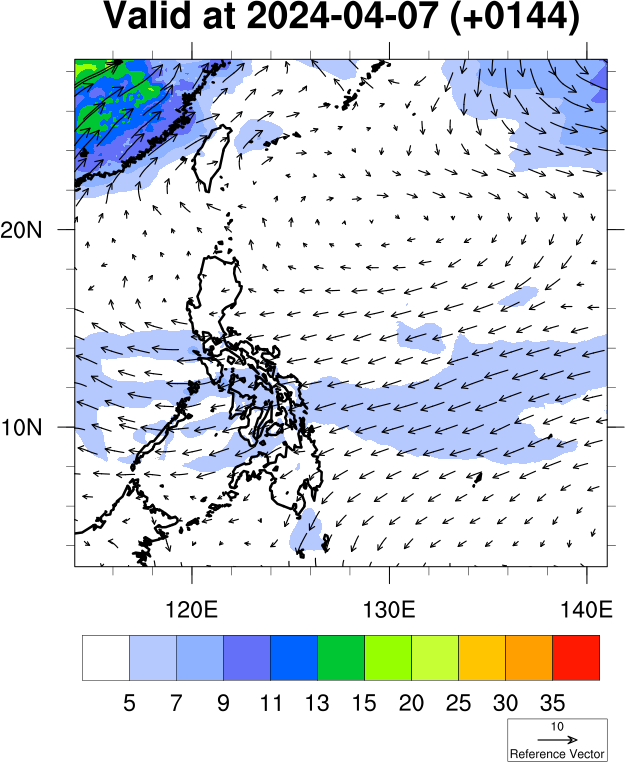 Valid at 2024-04-07 (+0144)
20N
10N
120E 130E 140E
5 7 9 11 13 15 20 25 30 35
10
Reference Vector